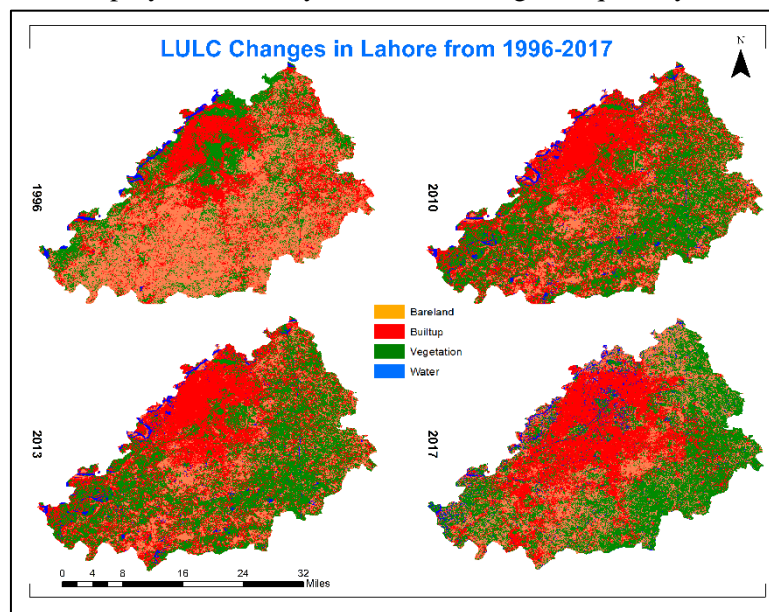 LULC Changes in Lahore from 1996-2017
N
1996
2010
Bareland
Builtup
Vegetation
Water
2013
2017
0 4 8 16 24 32
Miles